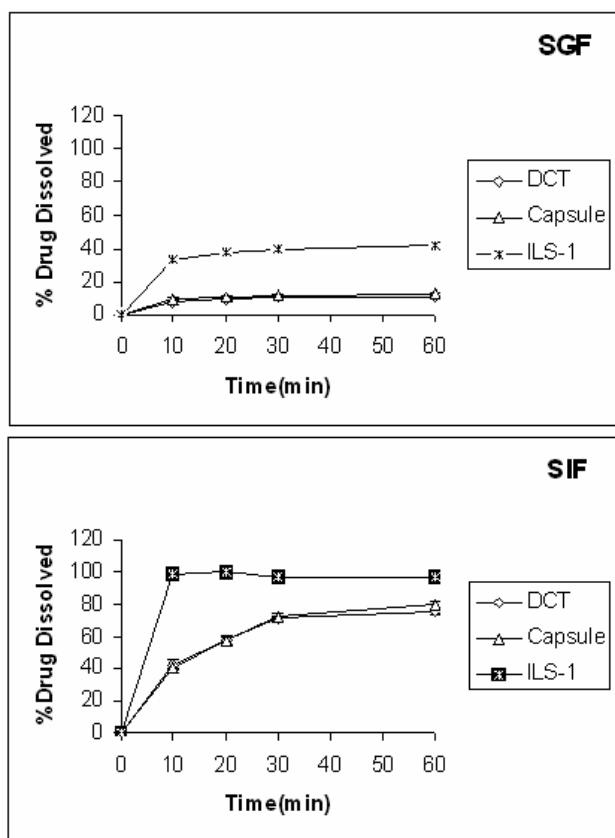 SGF
120
100
80
60
40
20
0
% Drug Dissolved
0 10 20 30 40 50 60
Time(min)
DCT
Capsule
ILS-1
SIF
120
100
80
60
40
20
0
%Drug Dissolved
0 10 20 30 40 50 60
Time(min)
DCT
Capsule
ILS-1